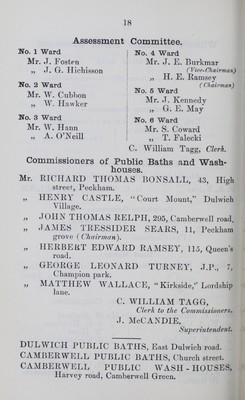 18
Assessment Committee.
No. 1 Ward
Mr. J. Fosten
„ J. G. Hichisson
No. 2 Ward
Mr. W. Cubbon
„ W. Hawker
No. 3 Ward
Mr. W. Hann
„ A. O'Neill
No. 4 Ward
Mr. J. E. Burkmar
(Vice-Chairman)
„ H. E. Ramsey
(Chairman)
No. 5 Ward
Mr. J. Kennedy
„ G. E. May
No. 6 Ward
Mr. S. Coward
„ T. Falecki
C. William Tagg, Clerk.
Commissioners of Public Baths and Wash-
houses.
Mr. RICHARD THOMAS BONSALL, 43, High
street, Peckham.
„ HENRY CASTLE, "Court Mount," Dulwich
Village.
„ JOHN THOMAS RELPH, 295, Camberwell road.
„ JAMES TRESSIDER SEARS, 11, Peckham
grove (Chairman).
„ HERBERT EDWARD RAMSEY, 115, Queen's
road.
„ GEORGE LEONARD TURNEY, J.P., 7,
Champion park.
„ MATTHEW WALLACE, "Kirkside," Lordship
lane.
C. WILLIAM TAGG,
Clerk to the Commissioners.
J. McCANDIE,
Superintendent.
DULWICH PUBLIC BATHS, East Dulwich road.
CAMBERWELL PUBLIC BATHS, Church street.
CAMBERWELL PUBLIC WASH-HOUSES,
Harvey road, Camberwell Green.